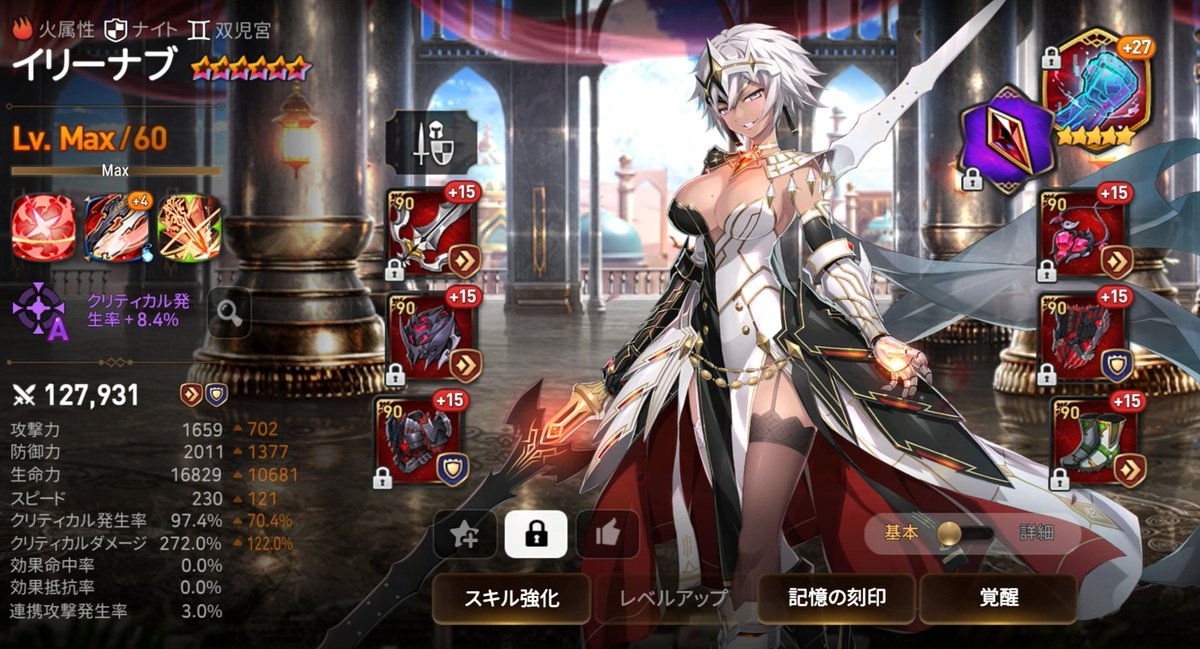 火属性 ナイト 双児宮
イリーナブ
Lv. Max/60
Max
+4
クリティカル発
生率+8.4%
A
127,931
攻撃力 1659 702
防御力 2011 1377
生命力 16829 10681
スピード 230 121
クリティカル発生率 97.4% 70.4%
クリティカルダメージ 272.0% 122.0%
効果命中率 0.0%
効果抵抗率 0.0%
連携攻撃発生率 3.0%
90 +15
90 +15
90 +15
+27
90 +15
90 +15
90 +15
基本 詳細
スキル強化 レベルアップ 記憶の刻印 覚醒